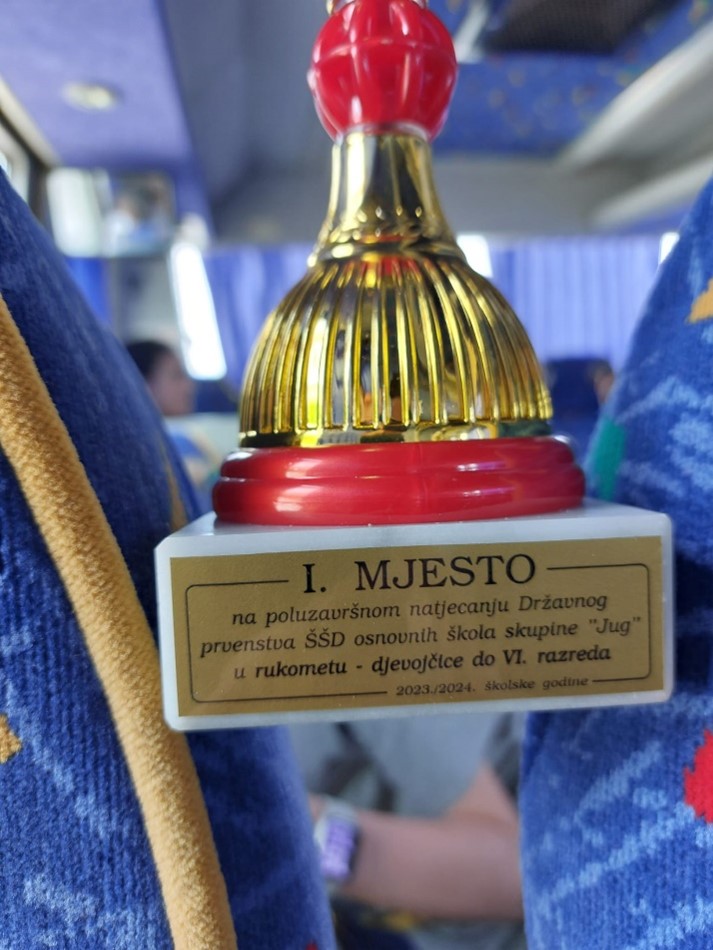 I. MJESTO
na poluzavršnom natjecanju Državnog
prvenstva ŠŠD osnovnih škola skupine "Jug"
u rukometu - djevojčice do VI. razreda
2023./2024. školske godine